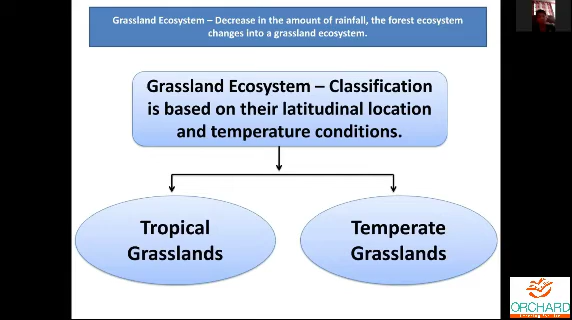 Grassland Ecosystem – Decrease in the amount of rainfall, the forest ecosystem
changes into a grassland ecosystem.
Grassland Ecosystem – Classification
is based on their latitudinal location
and temperature conditions.
Tropical
Grasslands
Temperate
Grasslands
ORCHARD